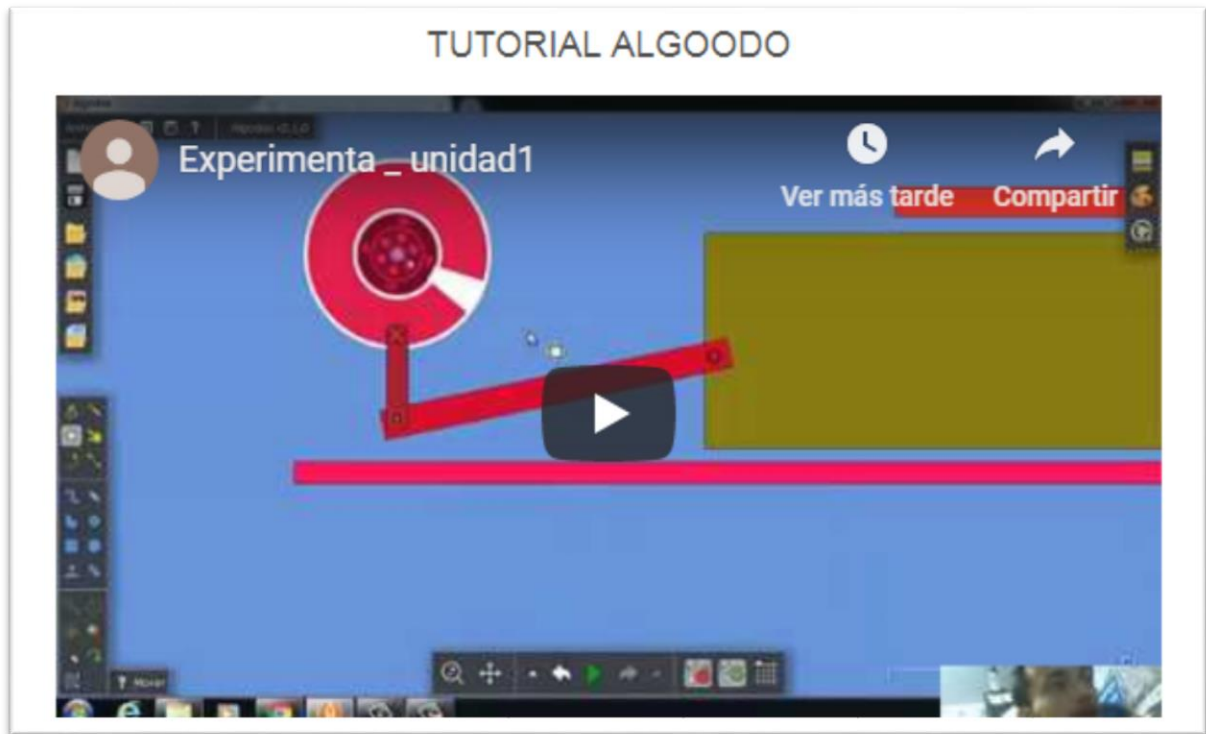 TUTORIAL ALGOODO
Experimenta _ unidad1
Ver más tarde
Compartir
Mover